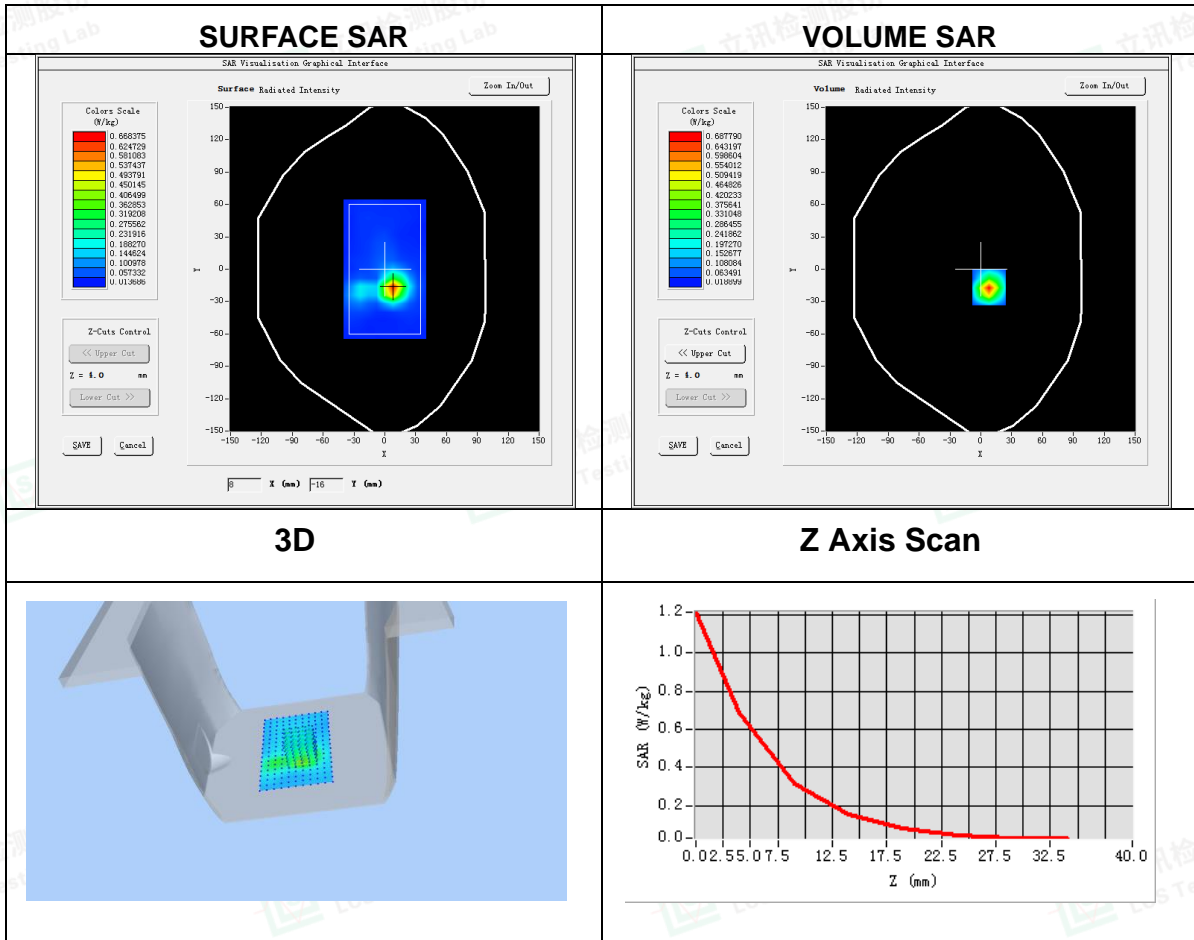 SURFACE SAR
VOLUME SAR
SAR Visualisation Graphical Interface
Surface Radiated Intensity
Zoom In/Out
Colors Scale
(W/kg)
0.668375
0.624729
0.581083
0.537437
0.493791
0.450145
0.406499
0.362853
0.319208
0.275562
0.231916
0.188270
0.144624
0.100978
0.057332
0.013686
Z-Cuts Control
<< Upper Cut
Z = 4.0 mm
Lower Cut >>
SAVE
Cancel
150
120
90
60
30
0
-30
-60
-90
-120
-150
Y
-150 -120 -90 -60 -30 0 30 60 90 120 150
X
8 X (mm) -16 Y (mm)
SAR Visualisation Graphical Interface
Volume Radiated Intensity
Zoom In/Out
Colors Scale
(W/kg)
0.687790
0.643197
0.598604
0.554012
0.509419
0.464826
0.420233
0.375641
0.331048
0.286455
0.241862
0.197270
0.152677
0.108084
0.063491
0.018899
Z-Cuts Control
<< Upper Cut
Z = 4.0 mm
Lower Cut >>
SAVE
Cancel
150
120
90
60
30
0
-30
-60
-90
-120
-150
Y
-150 -120 -90 -60 -30 0 30 60 90 120 150
X
3D
Z Axis Scan
1.2
1.0
0.8
0.6
0.4
0.2
0.0
SAR (W/kg)
0.0 2.5 5.0 7.5 12.5 17.5 22.5 27.5 32.5 40.0
Z (mm)